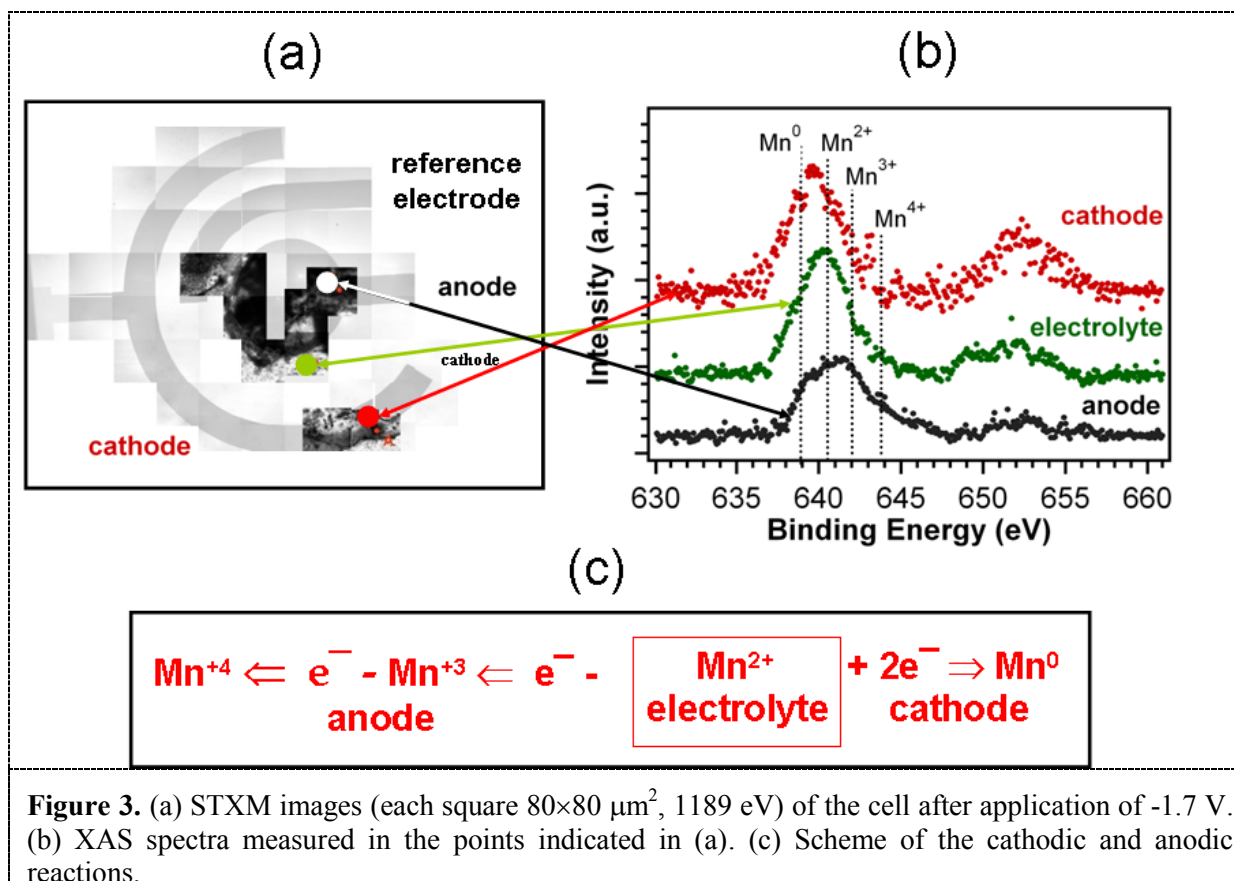 (a)
(b)
reference
electrode
anode
cathode
cathode
Intensity (a.u.)
Mn⁰
Mn²⁺
Mn³⁺
Mn⁴⁺
cathode
electrolyte
anode
630 635 640 645 650 655 660
Binding Energy (eV)
(c)
Mn⁺⁴ ⇐ e⁻ - Mn⁺³ ⇐ e⁻ - Mn²⁺ + 2e⁻ ⇒ Mn⁰
anode electrolyte cathode
Figure 3. (a) STXM images (each square 80×80 μm², 1189 eV) of the cell after application of -1.7 V.
(b) XAS spectra measured in the points indicated in (a). (c) Scheme of the cathodic and anodic
reactions.